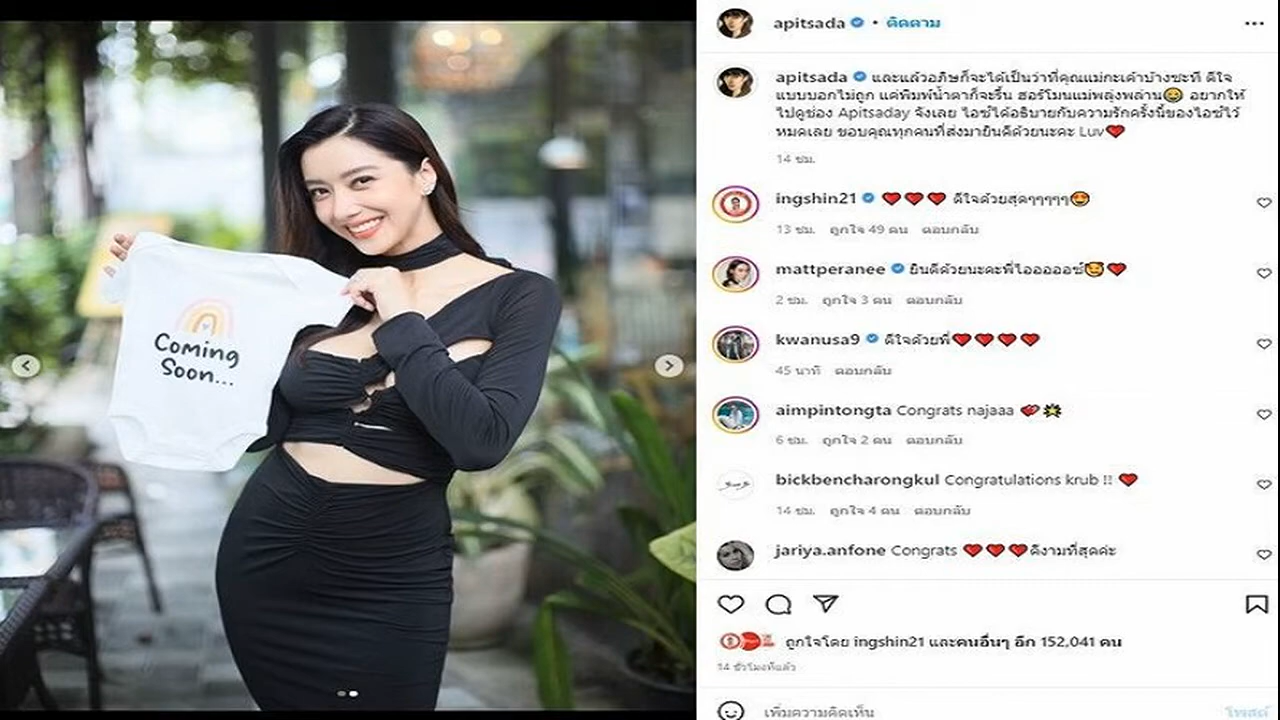 Coming
Soon...
apitsada • ติดตาม
apitsada และแล้วอภิษก็จะได้เป็นว่าที่คุณแม่กะเค้าบ้างซะที ดีใจ
แบบบอกไม่ถูก แค่พิมพ์น้ำตาก็จะรื้น ฮอร์โมนแม่พลุ่งพล่าน😂 อยากให้
ไปดูช่อง Apitsaday จังเลย ไอซ์ได้อธิบายกับความรักครั้งนี้ของไอซ์ไว้
หมดเลย ขอบคุณทุกคนที่ส่งมายินดีด้วยนะคะ Luv❤️
14 ชม.
ingshin21 ❤️❤️❤️ ดีใจด้วยสุดๆๆๆๆๆ🤩
13 ชม. ถูกใจ 49 คน ตอบกลับ
mattperanee ยินดีด้วยนะคะพี่ไอออออซ์🥰❤️
2 ชม. ถูกใจ 3 คน ตอบกลับ
kwanusa9 ดีใจด้วยพี่❤️❤️❤️❤️
45 นาที ตอบกลับ
aimpintongta Congrats najaaa 💕🌟
6 ชม. ถูกใจ 2 คน ตอบกลับ
bickbencharongkul Congratulations krub !! ❤️
14 ชม. ถูกใจ 4 คน ตอบกลับ
jariya.anfone Congrats ❤️❤️❤️ดีงามที่สุดค่ะ
ถูกใจโดย ingshin21 และคนอื่นๆ อีก 152,041 คน
14 ชั่วโมงที่แล้ว
เพิ่มความคิดเห็น
โพสต์